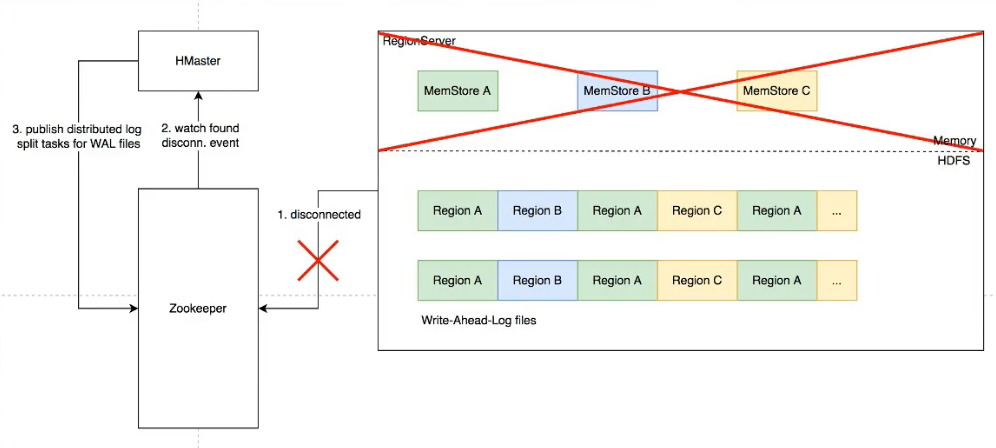 HMaster
RegionServer
MemStore A
MemStore B
MemStore C
3. publish distributed log
split tasks for WAL files
2. watch found
disconn. event
Memory
HDFS
1. disconnected
Region A
Region B
Region A
Region C
Region A
...
Region A
Region B
Region A
Region C
Region A
...
Zookeeper
Write-Ahead-Log files